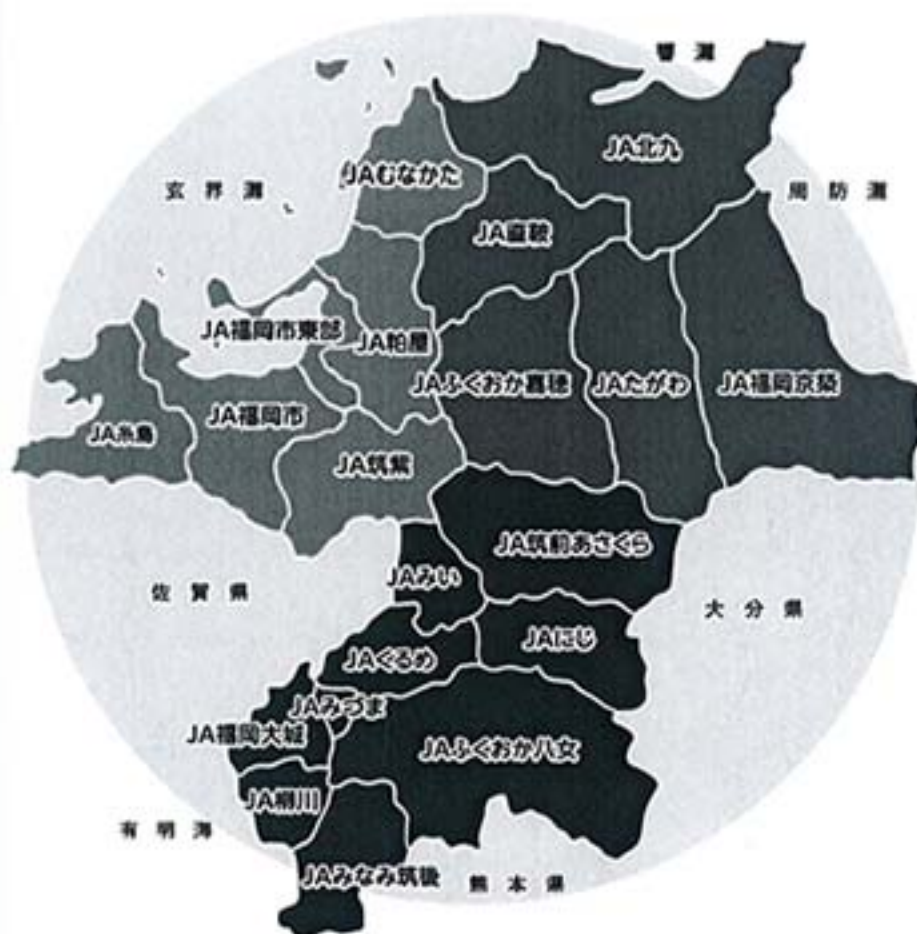 響灘
JA北九
JAむなかた
玄界灘
周防灘
JA直鞍
JA福岡市東部
JA粕屋
JAふくおか嘉穂
JAたがわ
JA福岡京築
JA福岡市
JA糸島
JA筑紫
JA筑前あさくら
JAみい
佐賀県
大分県
JAにじ
JAくるめ
JAみづま
JA福岡大城
JAふくおか八女
JA柳川
有明海
JAみなみ筑後
熊本県